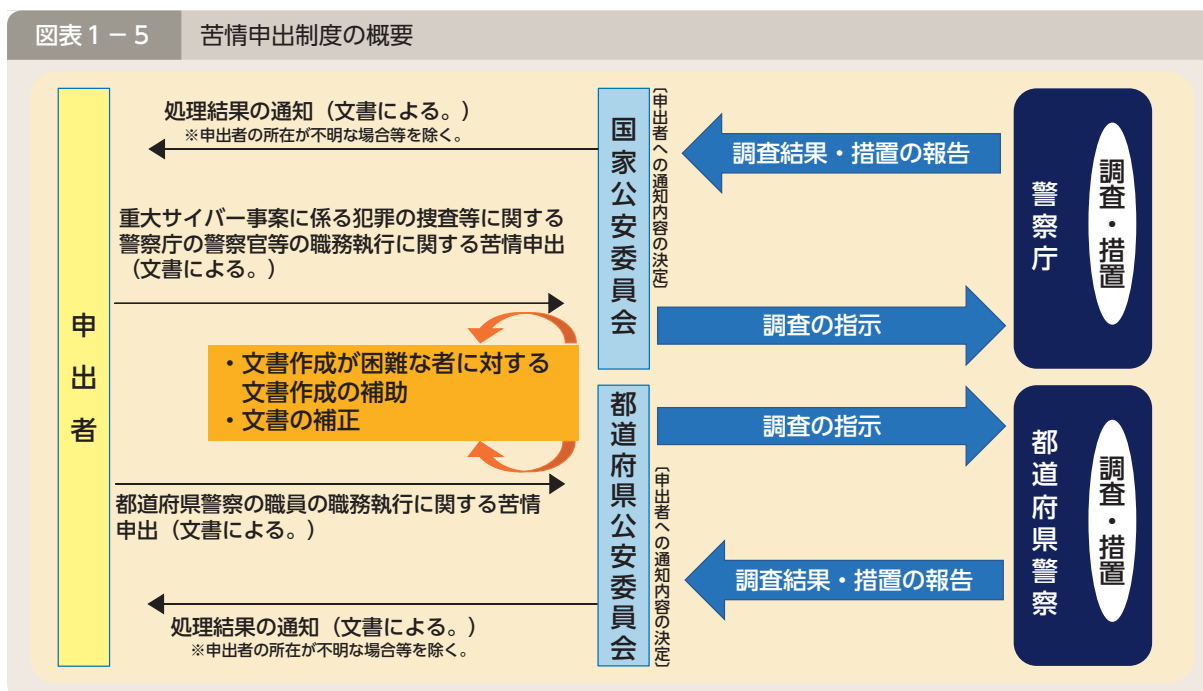 図表1－5 苦情申出制度の概要
申出者
処理結果の通知（文書による。）
※申出者の所在が不明な場合等を除く。
重大サイバー事案に係る犯罪の捜査等に関する
警察庁の警察官等の職務執行に関する苦情申出
（文書による。）
・文書作成が困難な者に対する
文書作成の補助
・文書の補正
都道府県警察の職員の職務執行に関する苦情
申出（文書による。）
処理結果の通知（文書による。）
※申出者の所在が不明な場合等を除く。
国家公安委員会
〔申出者への通知内容の決定〕
調査結果・措置の報告
調査の指示
警察庁
調査・措置
都道府県公安委員会
〔申出者への通知内容の決定〕
調査の指示
調査結果・措置の報告
都道府県警察
調査・措置